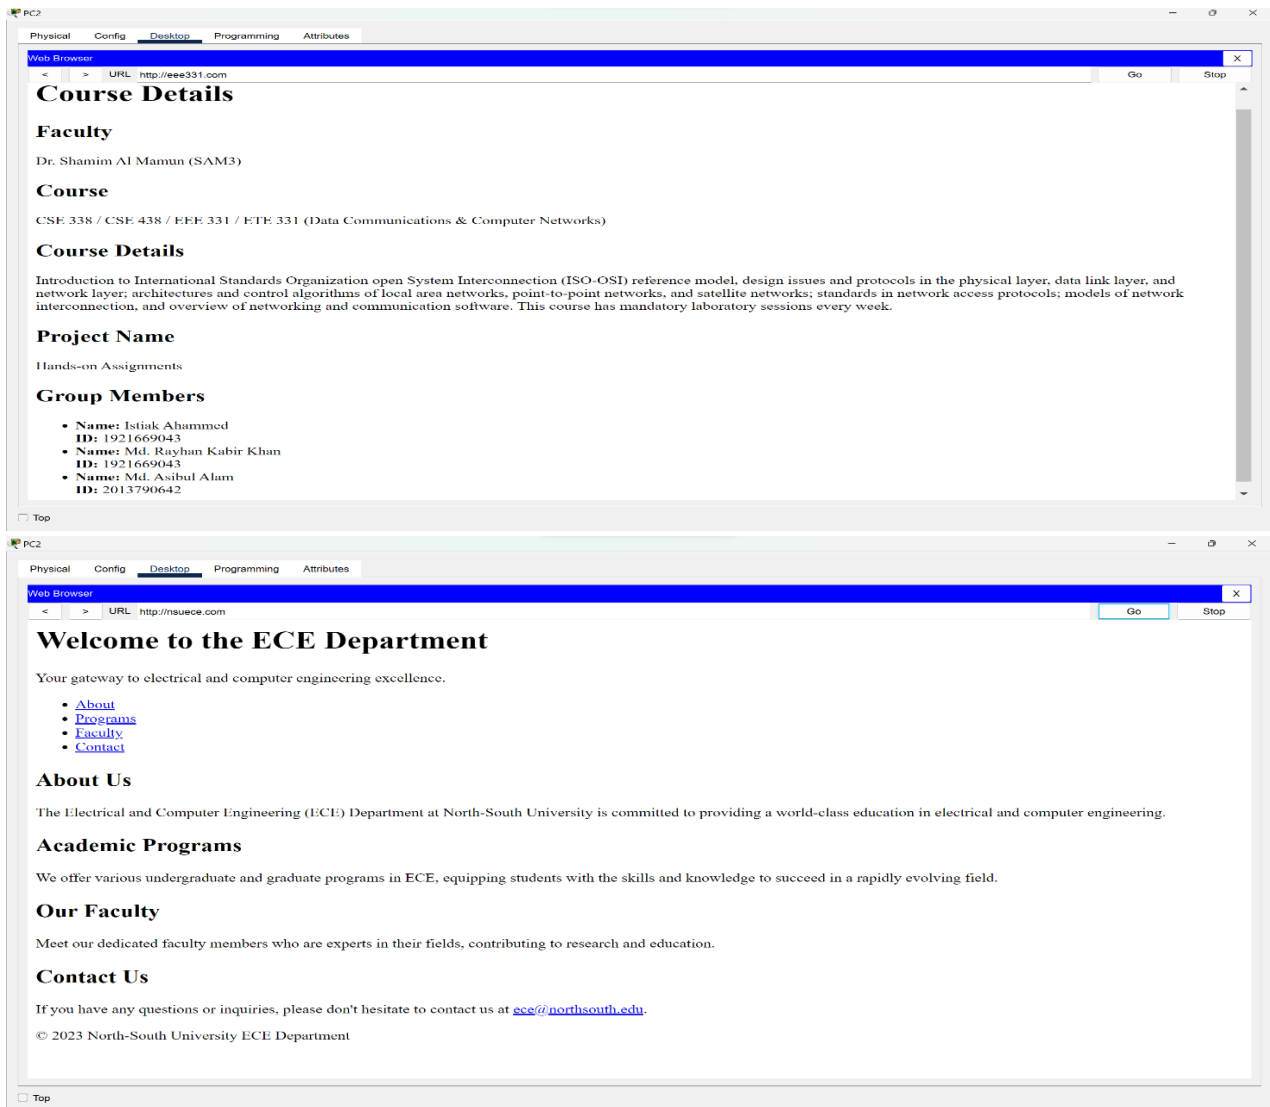 PC2
Physical Config Desktop Programming Attributes
Web Browser X
< > URL http://eee331.com Go Stop
Course Details
Faculty
Dr. Shamim Al Mamun (SAM3)
Course
CSE 338 / CSE 438 / EEE 331 / ETE 331 (Data Communications & Computer Networks)
Course Details
Introduction to International Standards Organization open System Interconnection (ISO-OSI) reference model, design issues and protocols in the physical layer, data link layer, and
network layer; architectures and control algorithms of local area networks, point-to-point networks, and satellite networks; standards in network access protocols; models of network
interconnection, and overview of networking and communication software. This course has mandatory laboratory sessions every week.
Project Name
Hands-on Assignments
Group Members
• Name: Istiak Ahammed
ID: 1921669043
• Name: Md. Rayhan Kabir Khan
ID: 1921669043
• Name: Md. Asibul Alam
ID: 2013790642
Top
PC2
Physical Config Desktop Programming Attributes
Web Browser X
< > URL http://nsuece.com Go Stop
Welcome to the ECE Department
Your gateway to electrical and computer engineering excellence.
• About
• Programs
• Faculty
• Contact
About Us
The Electrical and Computer Engineering (ECE) Department at North-South University is committed to providing a world-class education in electrical and computer engineering.
Academic Programs
We offer various undergraduate and graduate programs in ECE, equipping students with the skills and knowledge to succeed in a rapidly evolving field.
Our Faculty
Meet our dedicated faculty members who are experts in their fields, contributing to research and education.
Contact Us
If you have any questions or inquiries, please don't hesitate to contact us at ece@northsouth.edu.
© 2023 North-South University ECE Department
Top